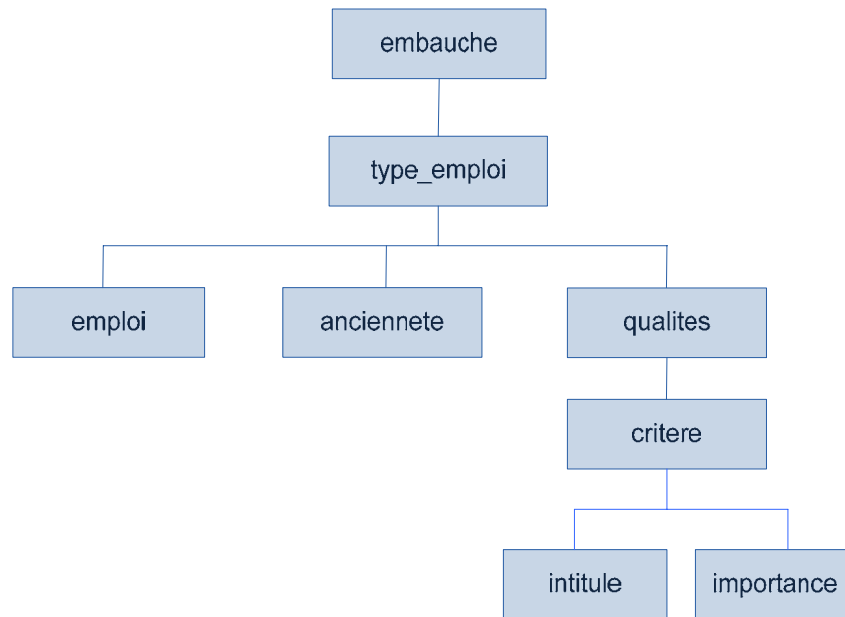 embauche
type_emploi
emploi
anciennete
qualites
critere
intitule
importance